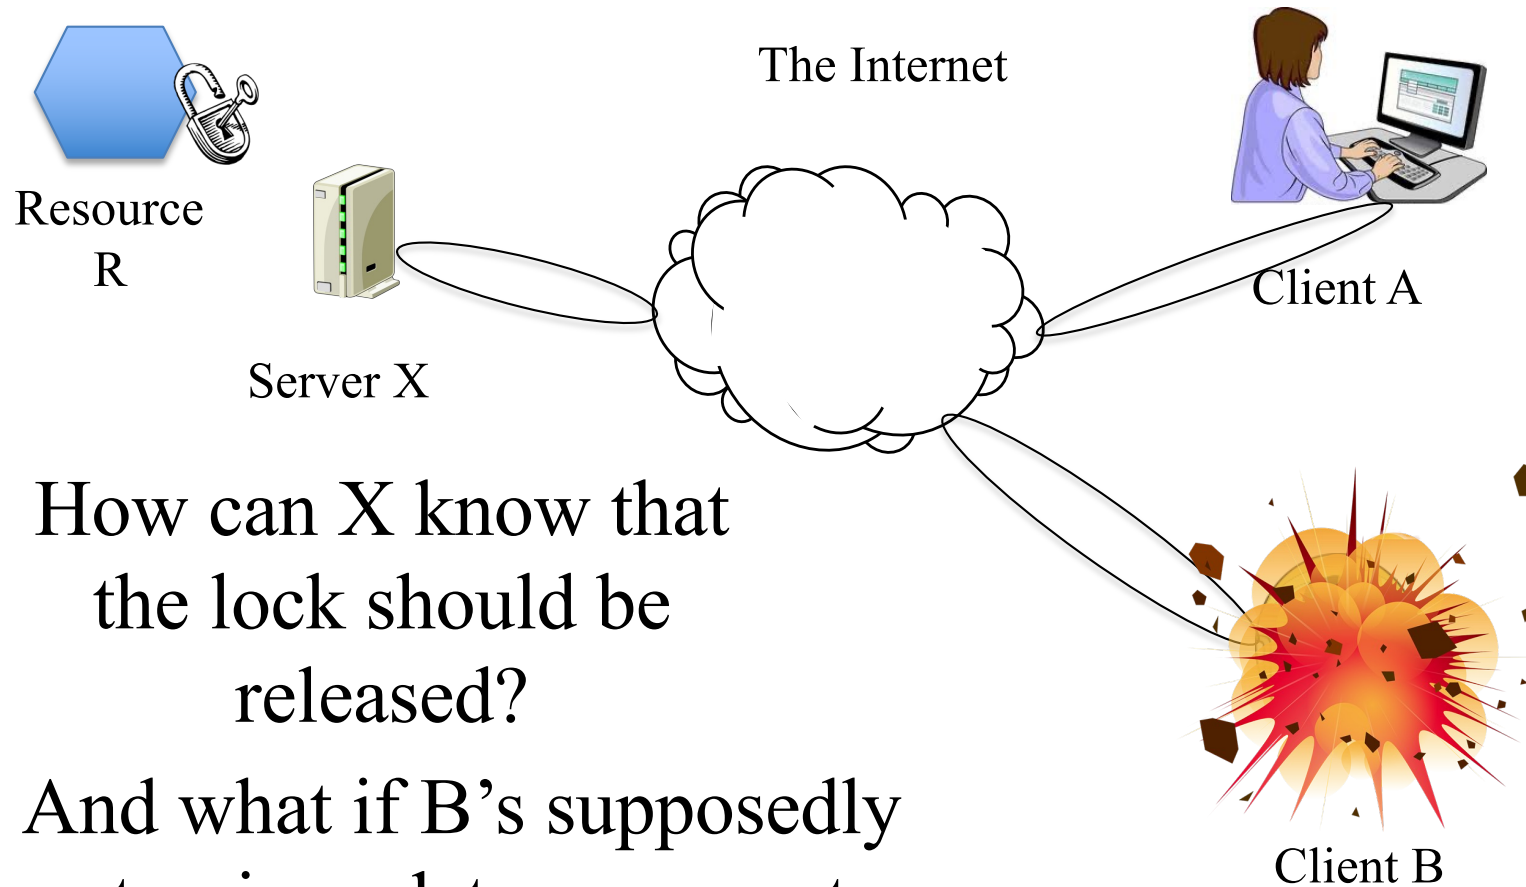 The Internet
Resource
R
Client A
Server X
How can X know that
the lock should be
released?
And what if B’s supposedly
Client B